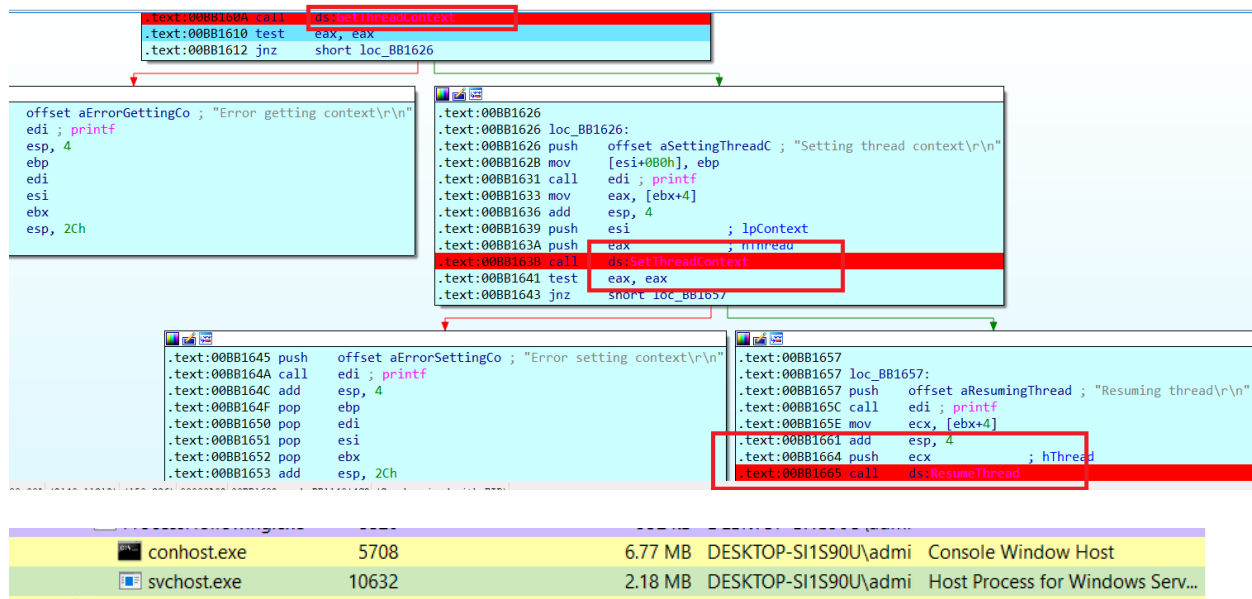 .text:00BB160A call ds:GetThreadContext
.text:00BB1610 test eax, eax
.text:00BB1612 jnz short loc_BB1626
offset aErrorGettingCo ; "Error getting context\r\n"
edi ; printf
esp, 4
ebp
edi
esi
ebx
esp, 2Ch
.text:00BB1626
.text:00BB1626 loc_BB1626:
.text:00BB1626 push offset aSettingThreadC ; "Setting thread context\r\n"
.text:00BB162B mov [esi+0B0h], ebp
.text:00BB1631 call edi ; printf
.text:00BB1633 mov eax, [ebx+4]
.text:00BB1636 add esp, 4
.text:00BB1639 push esi ; lpContext
.text:00BB163A push eax ; hThread
.text:00BB163B call ds:SetThreadContext
.text:00BB1641 test eax, eax
.text:00BB1643 jnz short loc_BB1657
.text:00BB1645 push offset aErrorSettingCo ; "Error setting context\r\n"
.text:00BB164A call edi ; printf
.text:00BB164C add esp, 4
.text:00BB164F pop ebp
.text:00BB1650 pop edi
.text:00BB1651 pop esi
.text:00BB1652 pop ebx
.text:00BB1653 add esp, 2Ch
.text:00BB1657
.text:00BB1657 loc_BB1657:
.text:00BB1657 push offset aResumingThread ; "Resuming thread\r\n"
.text:00BB165C call edi ; printf
.text:00BB165E mov ecx, [ebx+4]
.text:00BB1661 add esp, 4
.text:00BB1664 push ecx ; hThread
.text:00BB1665 call ds:ResumeThread
conhost.exe 5708 6.77 MB DESKTOP-SI1S90U\admi Console Window Host
svchost.exe 10632 2.18 MB DESKTOP-SI1S90U\admi Host Process for Windows Serv...